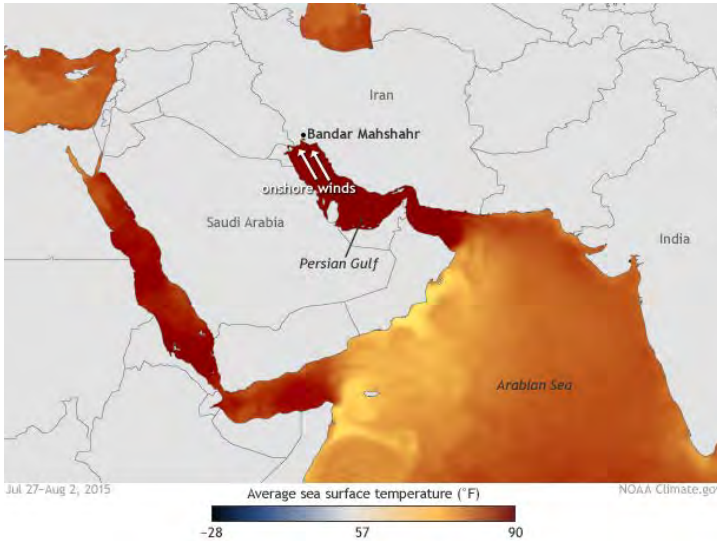 Iran
Bandar Mahshahr
onshore winds
Saudi Arabia
India
Persian Gulf
Arabian Sea
Jul 27–Aug 2, 2015
NOAA Climate.gov
Average sea surface temperature (°F)
−28
57
90